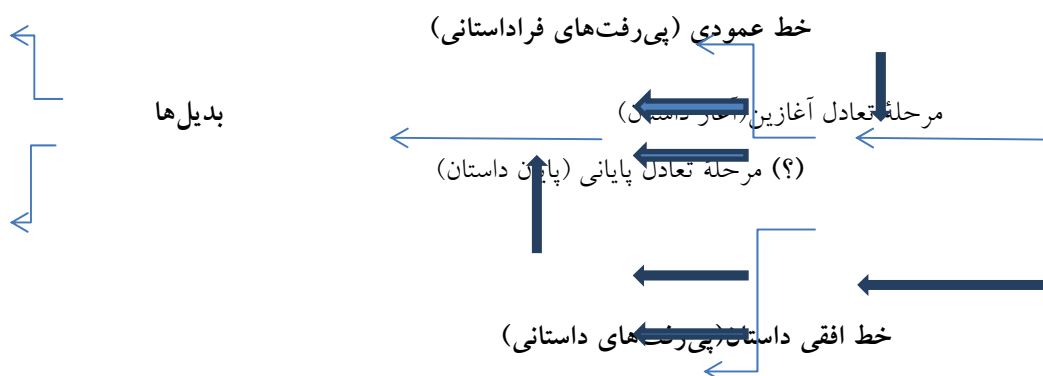 خط عمودی (پی‌رفت‌های فراداستانی)
مرحلهٔ تعادل آغازین(آغاز داستان)
بدیل‌ها
(؟) مرحلهٔ تعادل پایانی (پایان داستان)
خط افقی داستان(پی‌رفت‌های داستانی)